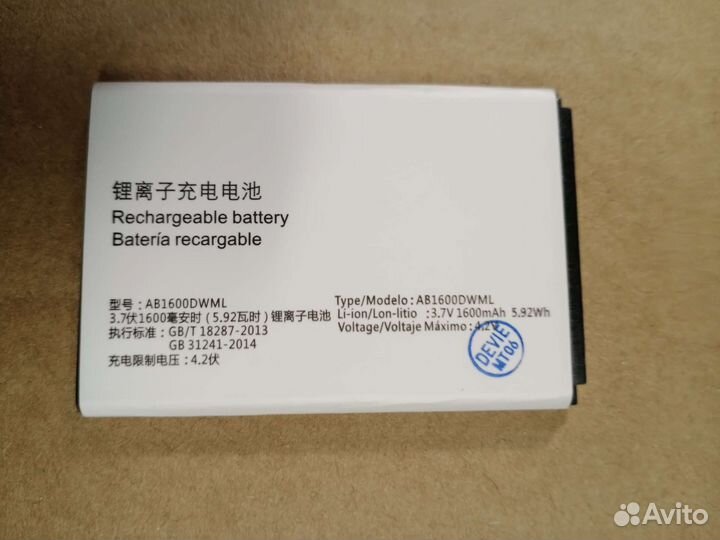 锂离子充电电池
Rechargeable battery
Batería recargable
型号: AB1600DWML
3.7伏1600毫安时 (5.92瓦时) 锂离子电池
执行标准: GB/T 18287-2013
GB 31241-2014
充电限制电压: 4.2伏
Type/Modelo : AB1600DWML
Li-ion/Lon-litio : 3.7V 1600mAh 5.92Wh
Voltage/Voltaje Máximo: 4.2V
DEVIE
MT06
Avito